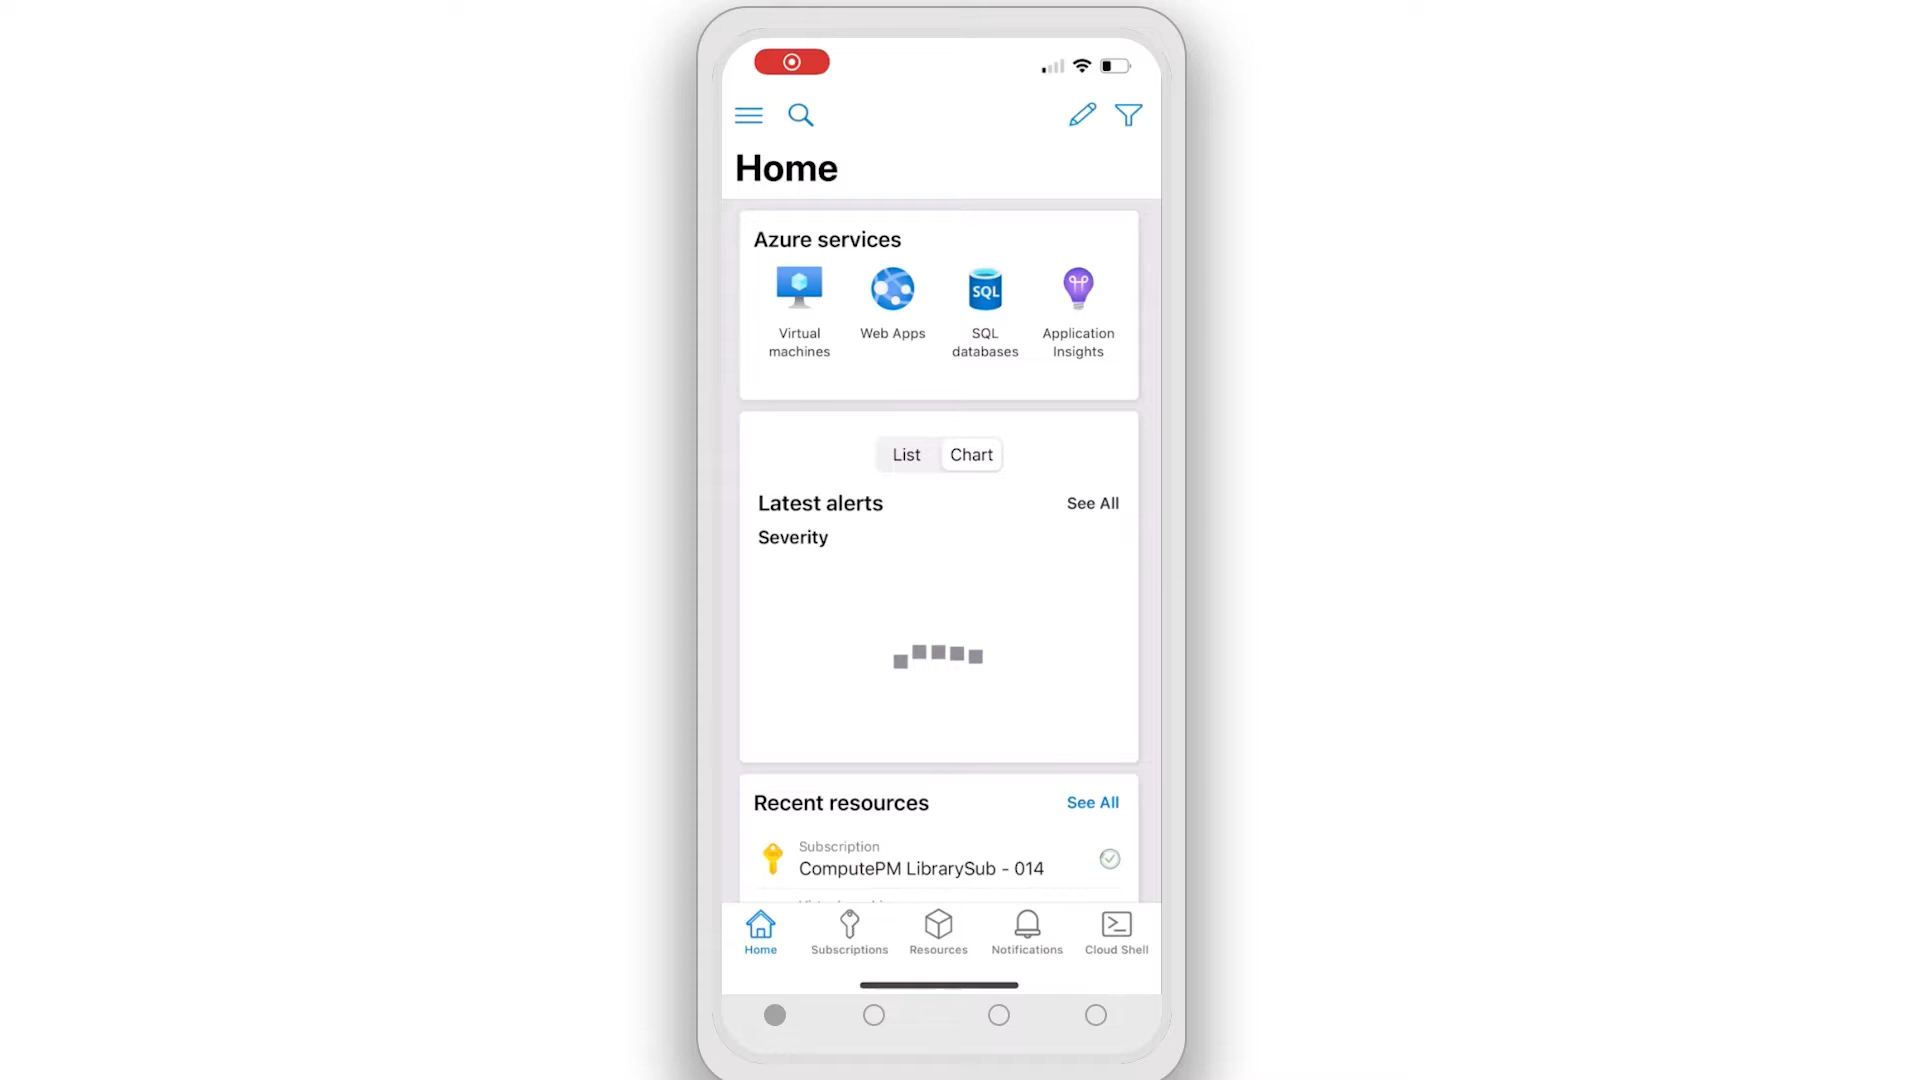 Home
Azure services
SQL
Virtual machines
Web Apps
SQL databases
Application Insights
List Chart
Latest alerts See All
Severity
Recent resources See All
Subscription
ComputePM LibrarySub - 014
Home Subscriptions Resources Notifications Cloud Shell